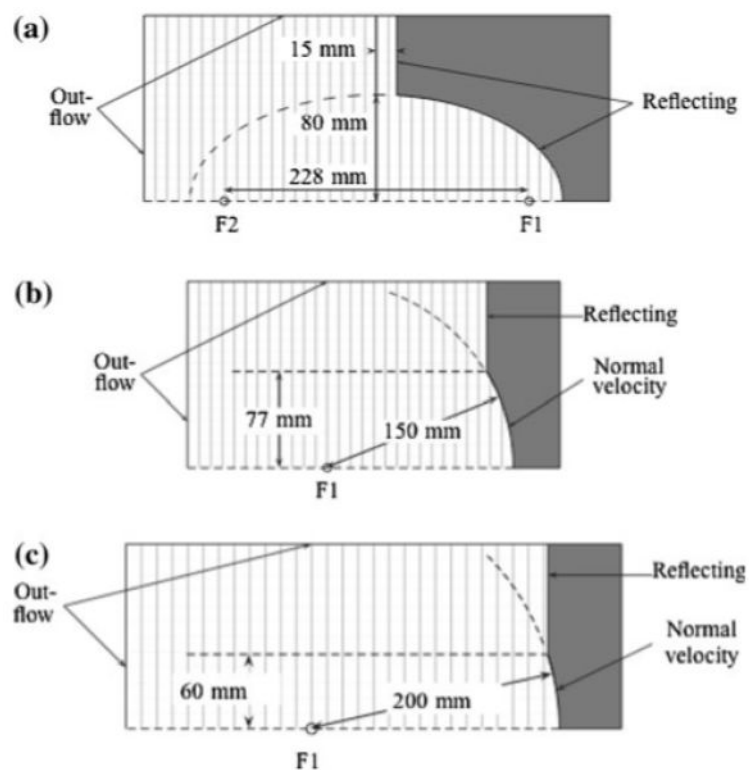 (a)
15 mm
Out-
flow
Reflecting
80 mm
228 mm
F2
F1
(b)
Reflecting
Out-
flow
Normal
velocity
77 mm
150 mm
F1
(c)
Reflecting
Out-
flow
Normal
velocity
60 mm
200 mm
F1